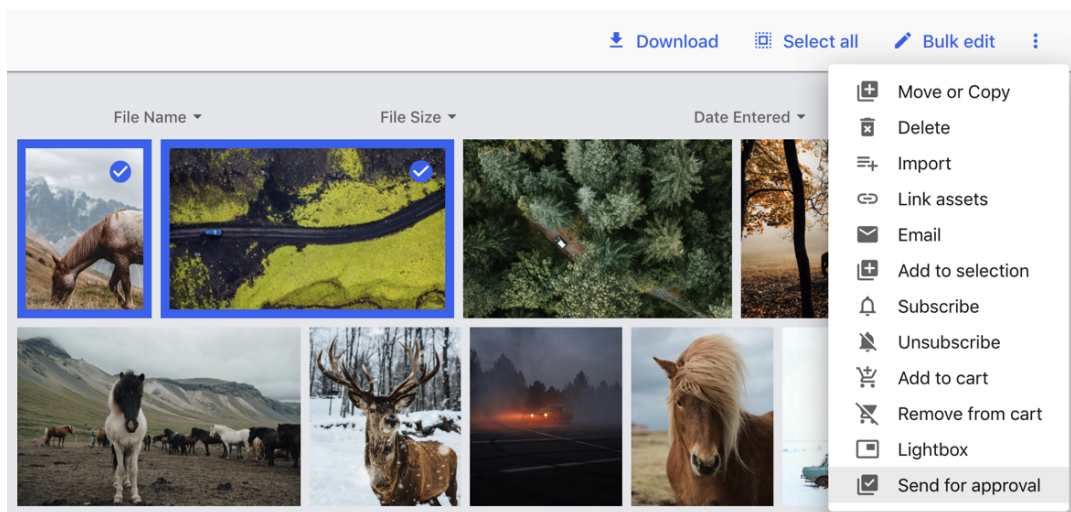 Download Select all Bulk edit
File Name File Size Date Entered
Move or Copy
Delete
Import
Link assets
Email
Add to selection
Subscribe
Unsubscribe
Add to cart
Remove from cart
Lightbox
Send for approval